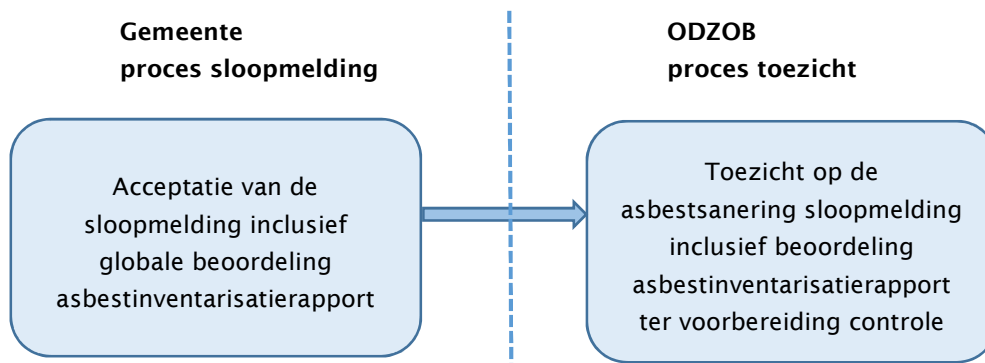 Gemeente
proces sloopmelding
ODZOB
proces toezicht
Acceptatie van de
sloopmelding inclusief
globale beoordeling
asbestinventarisatierapport
Toezicht op de
asbestsanering sloopmelding
inclusief beoordeling
asbestinventarisatierapport
ter voorbereiding controle